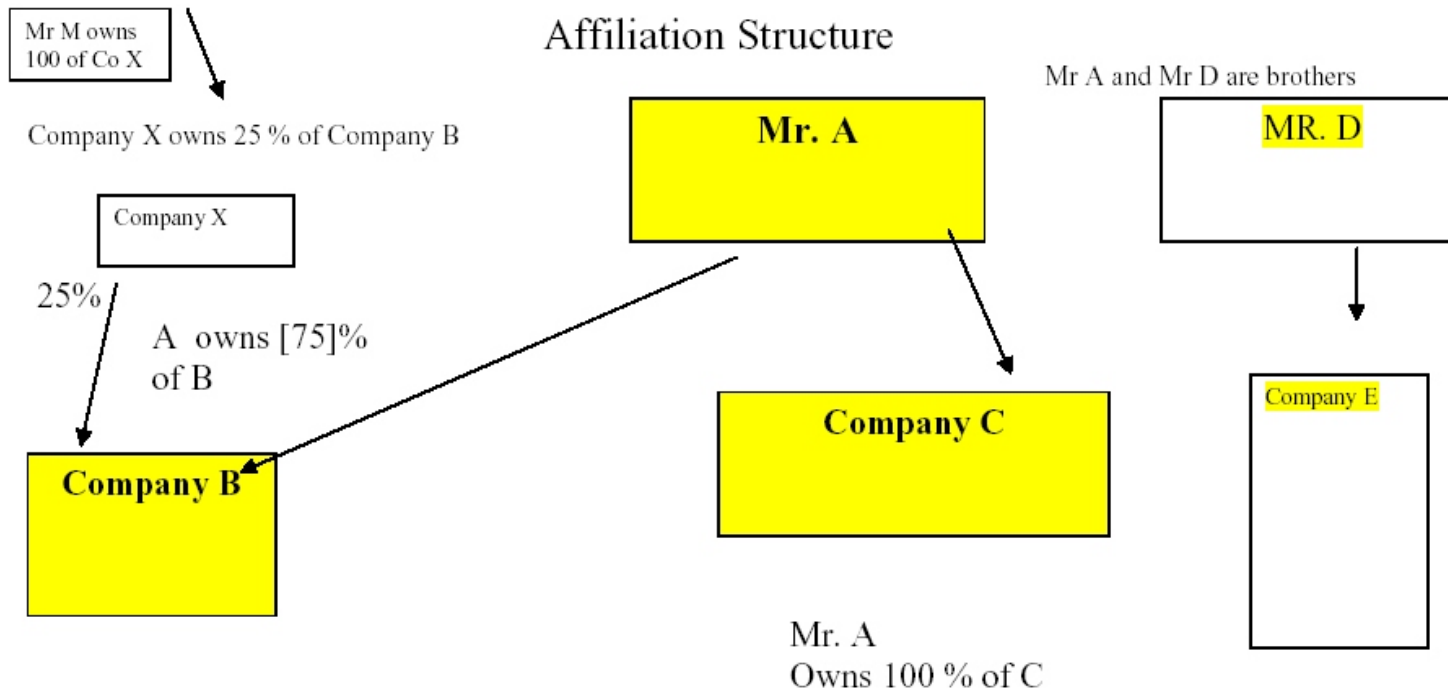 Affiliation Structure
Mr M owns
100 of Co X
Company X owns 25 % of Company B
Mr A and Mr D are brothers
Mr. A
MR. D
Company X
25%
A owns [75]%
of B
Company B
Company C
Company E
Mr. A
Owns 100 % of C